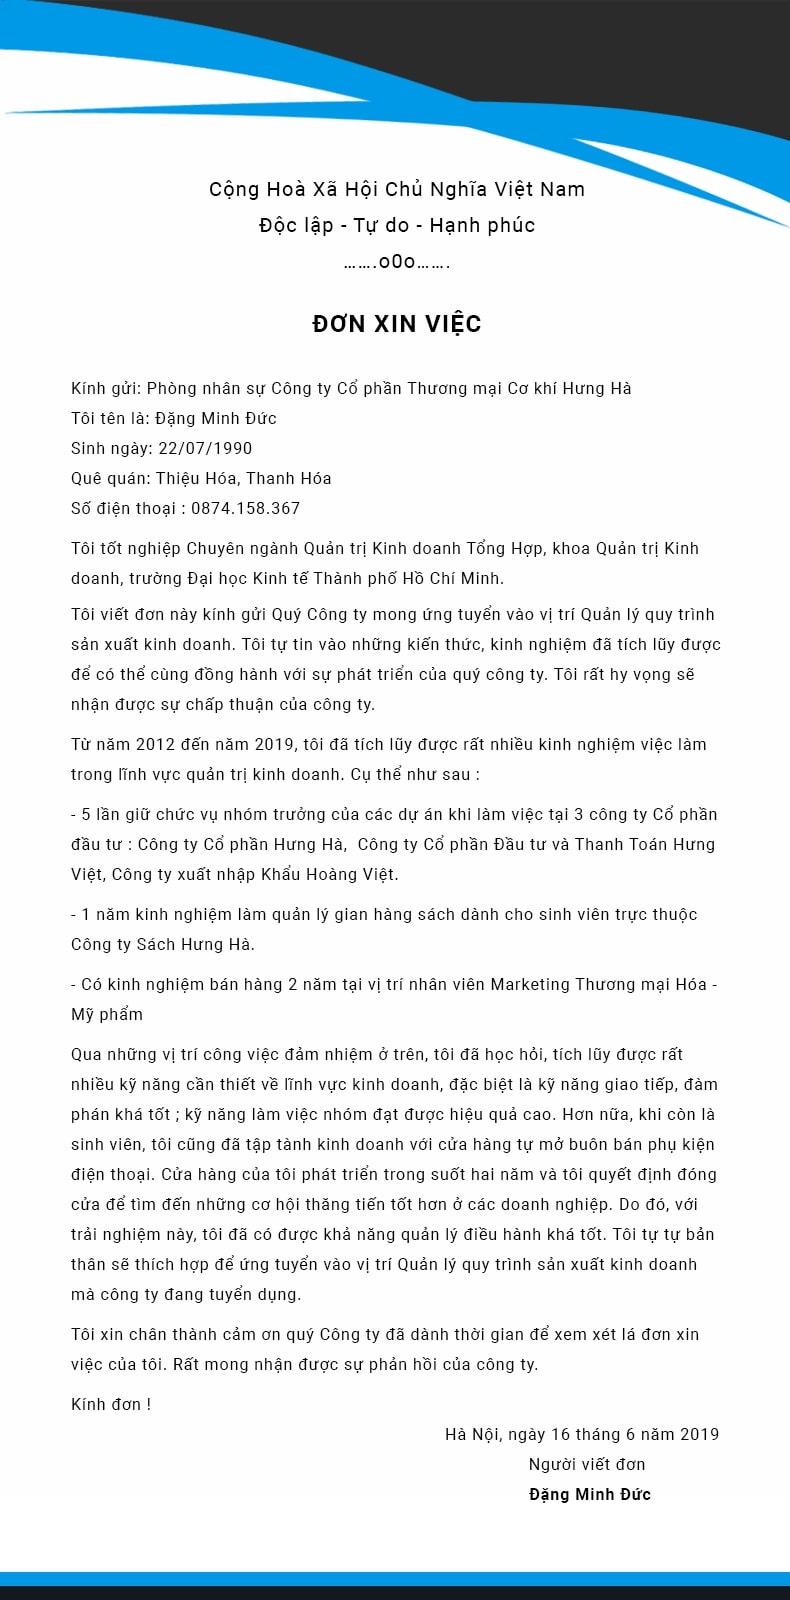 Cộng Hoà Xã Hội Chủ Nghĩa Việt Nam
Độc lập - Tự do - Hạnh phúc
…….o0o…….
ĐƠN XIN VIỆC
Kính gửi: Phòng nhân sự Công ty Cổ phần Thương mại Cơ khí Hưng Hà
Tôi tên là: Đặng Minh Đức
Sinh ngày: 22/07/1990
Quê quán: Thiệu Hóa, Thanh Hóa
Số điện thoại : 0874.158.367
Tôi tốt nghiệp Chuyên ngành Quản trị Kinh doanh Tổng Hợp, khoa Quản trị Kinh
doanh, trường Đại học Kinh tế Thành phố Hồ Chí Minh.
Tôi viết đơn này kính gửi Quý Công ty mong ứng tuyển vào vị trí Quản lý quy trình
sản xuất kinh doanh. Tôi tự tin vào những kiến thức, kinh nghiệm đã tích lũy được
để có thể cùng đồng hành với sự phát triển của quý công ty. Tôi rất hy vọng sẽ
nhận được sự chấp thuận của công ty.
Từ năm 2012 đến năm 2019, tôi đã tích lũy được rất nhiều kinh nghiệm việc làm
trong lĩnh vực quản trị kinh doanh. Cụ thể như sau :
- 5 lần giữ chức vụ nhóm trưởng của các dự án khi làm việc tại 3 công ty Cổ phần
đầu tư : Công ty Cổ phần Hưng Hà,  Công ty Cổ phần Đầu tư và Thanh Toán Hưng
Việt, Công ty xuất nhập Khẩu Hoàng Việt.
- 1 năm kinh nghiệm làm quản lý gian hàng sách dành cho sinh viên trực thuộc
Công ty Sách Hưng Hà.
- Có kinh nghiệm bán hàng 2 năm tại vị trí nhân viên Marketing Thương mại Hóa -
Mỹ phẩm
Qua những vị trí công việc đảm nhiệm ở trên, tôi đã học hỏi, tích lũy được rất
nhiều kỹ năng cần thiết về lĩnh vực kinh doanh, đặc biệt là kỹ năng giao tiếp, đàm
phán khá tốt ; kỹ năng làm việc nhóm đạt được hiệu quả cao. Hơn nữa, khi còn là
sinh viên, tôi cũng đã tập tành kinh doanh với cửa hàng tự mở buôn bán phụ kiện
điện thoại. Cửa hàng của tôi phát triển trong suốt hai năm và tôi quyết định đóng
cửa để tìm đến những cơ hội thăng tiến tốt hơn ở các doanh nghiệp. Do đó, với
trải nghiệm này, tôi đã có được khả năng quản lý điều hành khá tốt. Tôi tự tự bản
thân sẽ thích hợp để ứng tuyển vào vị trí Quản lý quy trình sản xuất kinh doanh
mà công ty đang tuyển dụng.
Tôi xin chân thành cảm ơn quý Công ty đã dành thời gian để xem xét lá đơn xin
việc của tôi. Rất mong nhận được sự phản hồi của công ty.
Kính đơn !
Hà Nội, ngày 16 tháng 6 năm 2019
Người viết đơn
Đặng Minh Đức